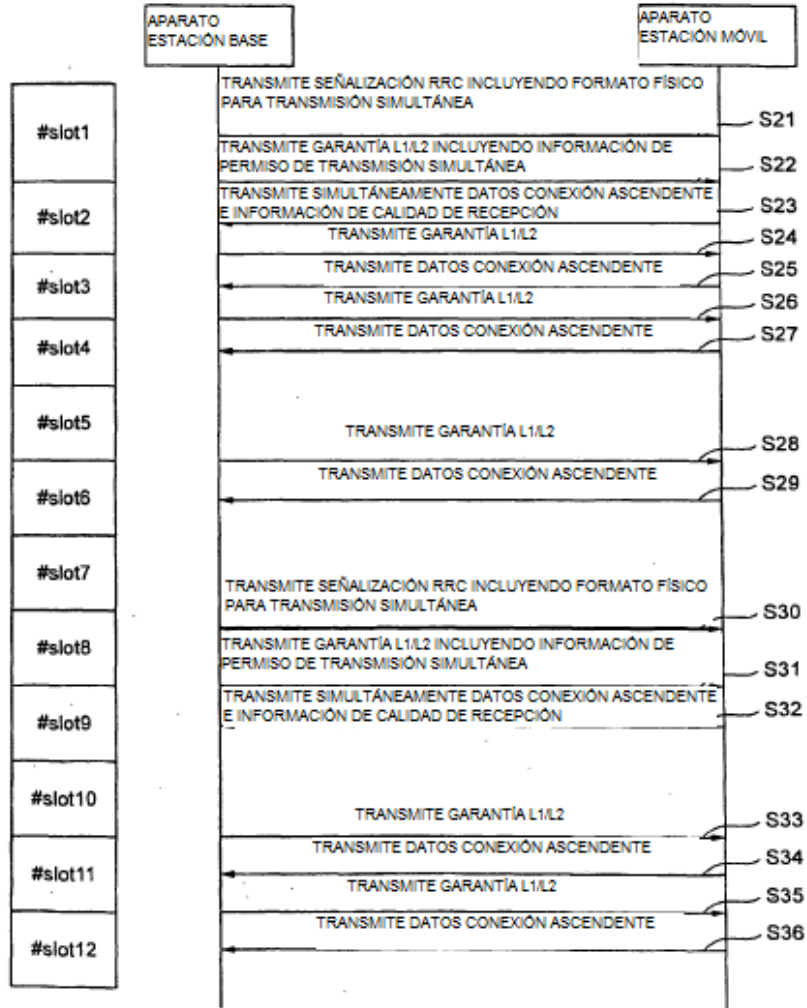 APARATO
ESTACIÓN BASE
APARATO
ESTACIÓN MÓVIL
#slot1
TRANSMITE SEÑALIZACIÓN RRC INCLUYENDO FORMATO FÍSICO
PARA TRANSMISIÓN SIMULTÁNEA
S21
TRANSMITE GARANTÍA L1/L2 INCLUYENDO INFORMACIÓN DE
PERMISO DE TRANSMISIÓN SIMULTÁNEA
S22
#slot2
TRANSMITE SIMULTÁNEAMENTE DATOS CONEXIÓN ASCENDENTE
E INFORMACIÓN DE CALIDAD DE RECEPCIÓN
S23
TRANSMITE GARANTÍA L1/L2
S24
#slot3
TRANSMITE DATOS CONEXIÓN ASCENDENTE
S25
TRANSMITE GARANTÍA L1/L2
S26
#slot4
TRANSMITE DATOS CONEXIÓN ASCENDENTE
S27
#slot5
TRANSMITE GARANTÍA L1/L2
S28
#slot6
TRANSMITE DATOS CONEXIÓN ASCENDENTE
S29
#slot7
TRANSMITE SEÑALIZACIÓN RRC INCLUYENDO FORMATO FÍSICO
PARA TRANSMISIÓN SIMULTÁNEA
S30
#slot8
TRANSMITE GARANTÍA L1/L2 INCLUYENDO INFORMACIÓN DE
PERMISO DE TRANSMISIÓN SIMULTÁNEA
S31
#slot9
TRANSMITE SIMULTÁNEAMENTE DATOS CONEXIÓN ASCENDENTE
E INFORMACIÓN DE CALIDAD DE RECEPCIÓN
S32
#slot10
TRANSMITE GARANTÍA L1/L2
S33
#slot11
TRANSMITE DATOS CONEXIÓN ASCENDENTE
S34
TRANSMITE GARANTÍA L1/L2
S35
#slot12
TRANSMITE DATOS CONEXIÓN ASCENDENTE
S36